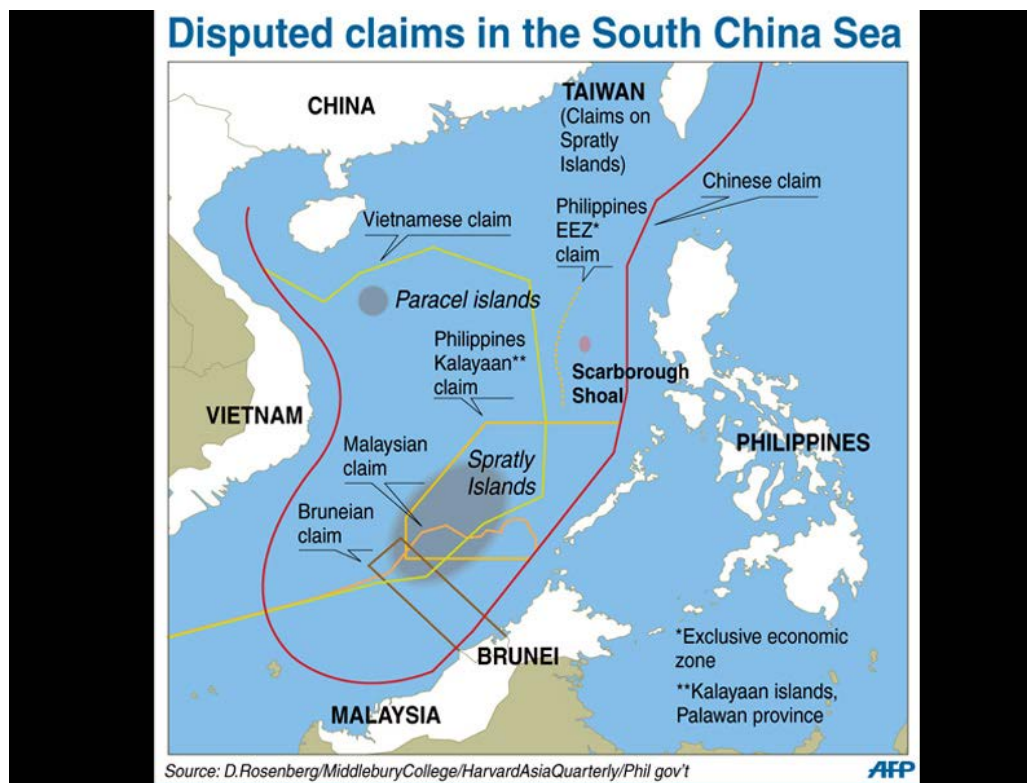 Disputed claims in the South China Sea
CHINA
TAIWAN
(Claims on
Spratly
Islands)
Chinese claim
Philippines
EEZ*
claim
Vietnamese claim
Paracel islands
Philippines
Kalayaan**
claim
Scarborough
Shoal
VIETNAM
PHILIPPINES
Malaysian
claim
Spratly
Islands
Bruneian
claim
*Exclusive economic
zone
BRUNEI
**Kalayaan islands,
Palawan province
MALAYSIA
Source: D.Rosenberg/MiddleburyCollege/HarvardAsiaQuarterly/Phil gov't
AFP